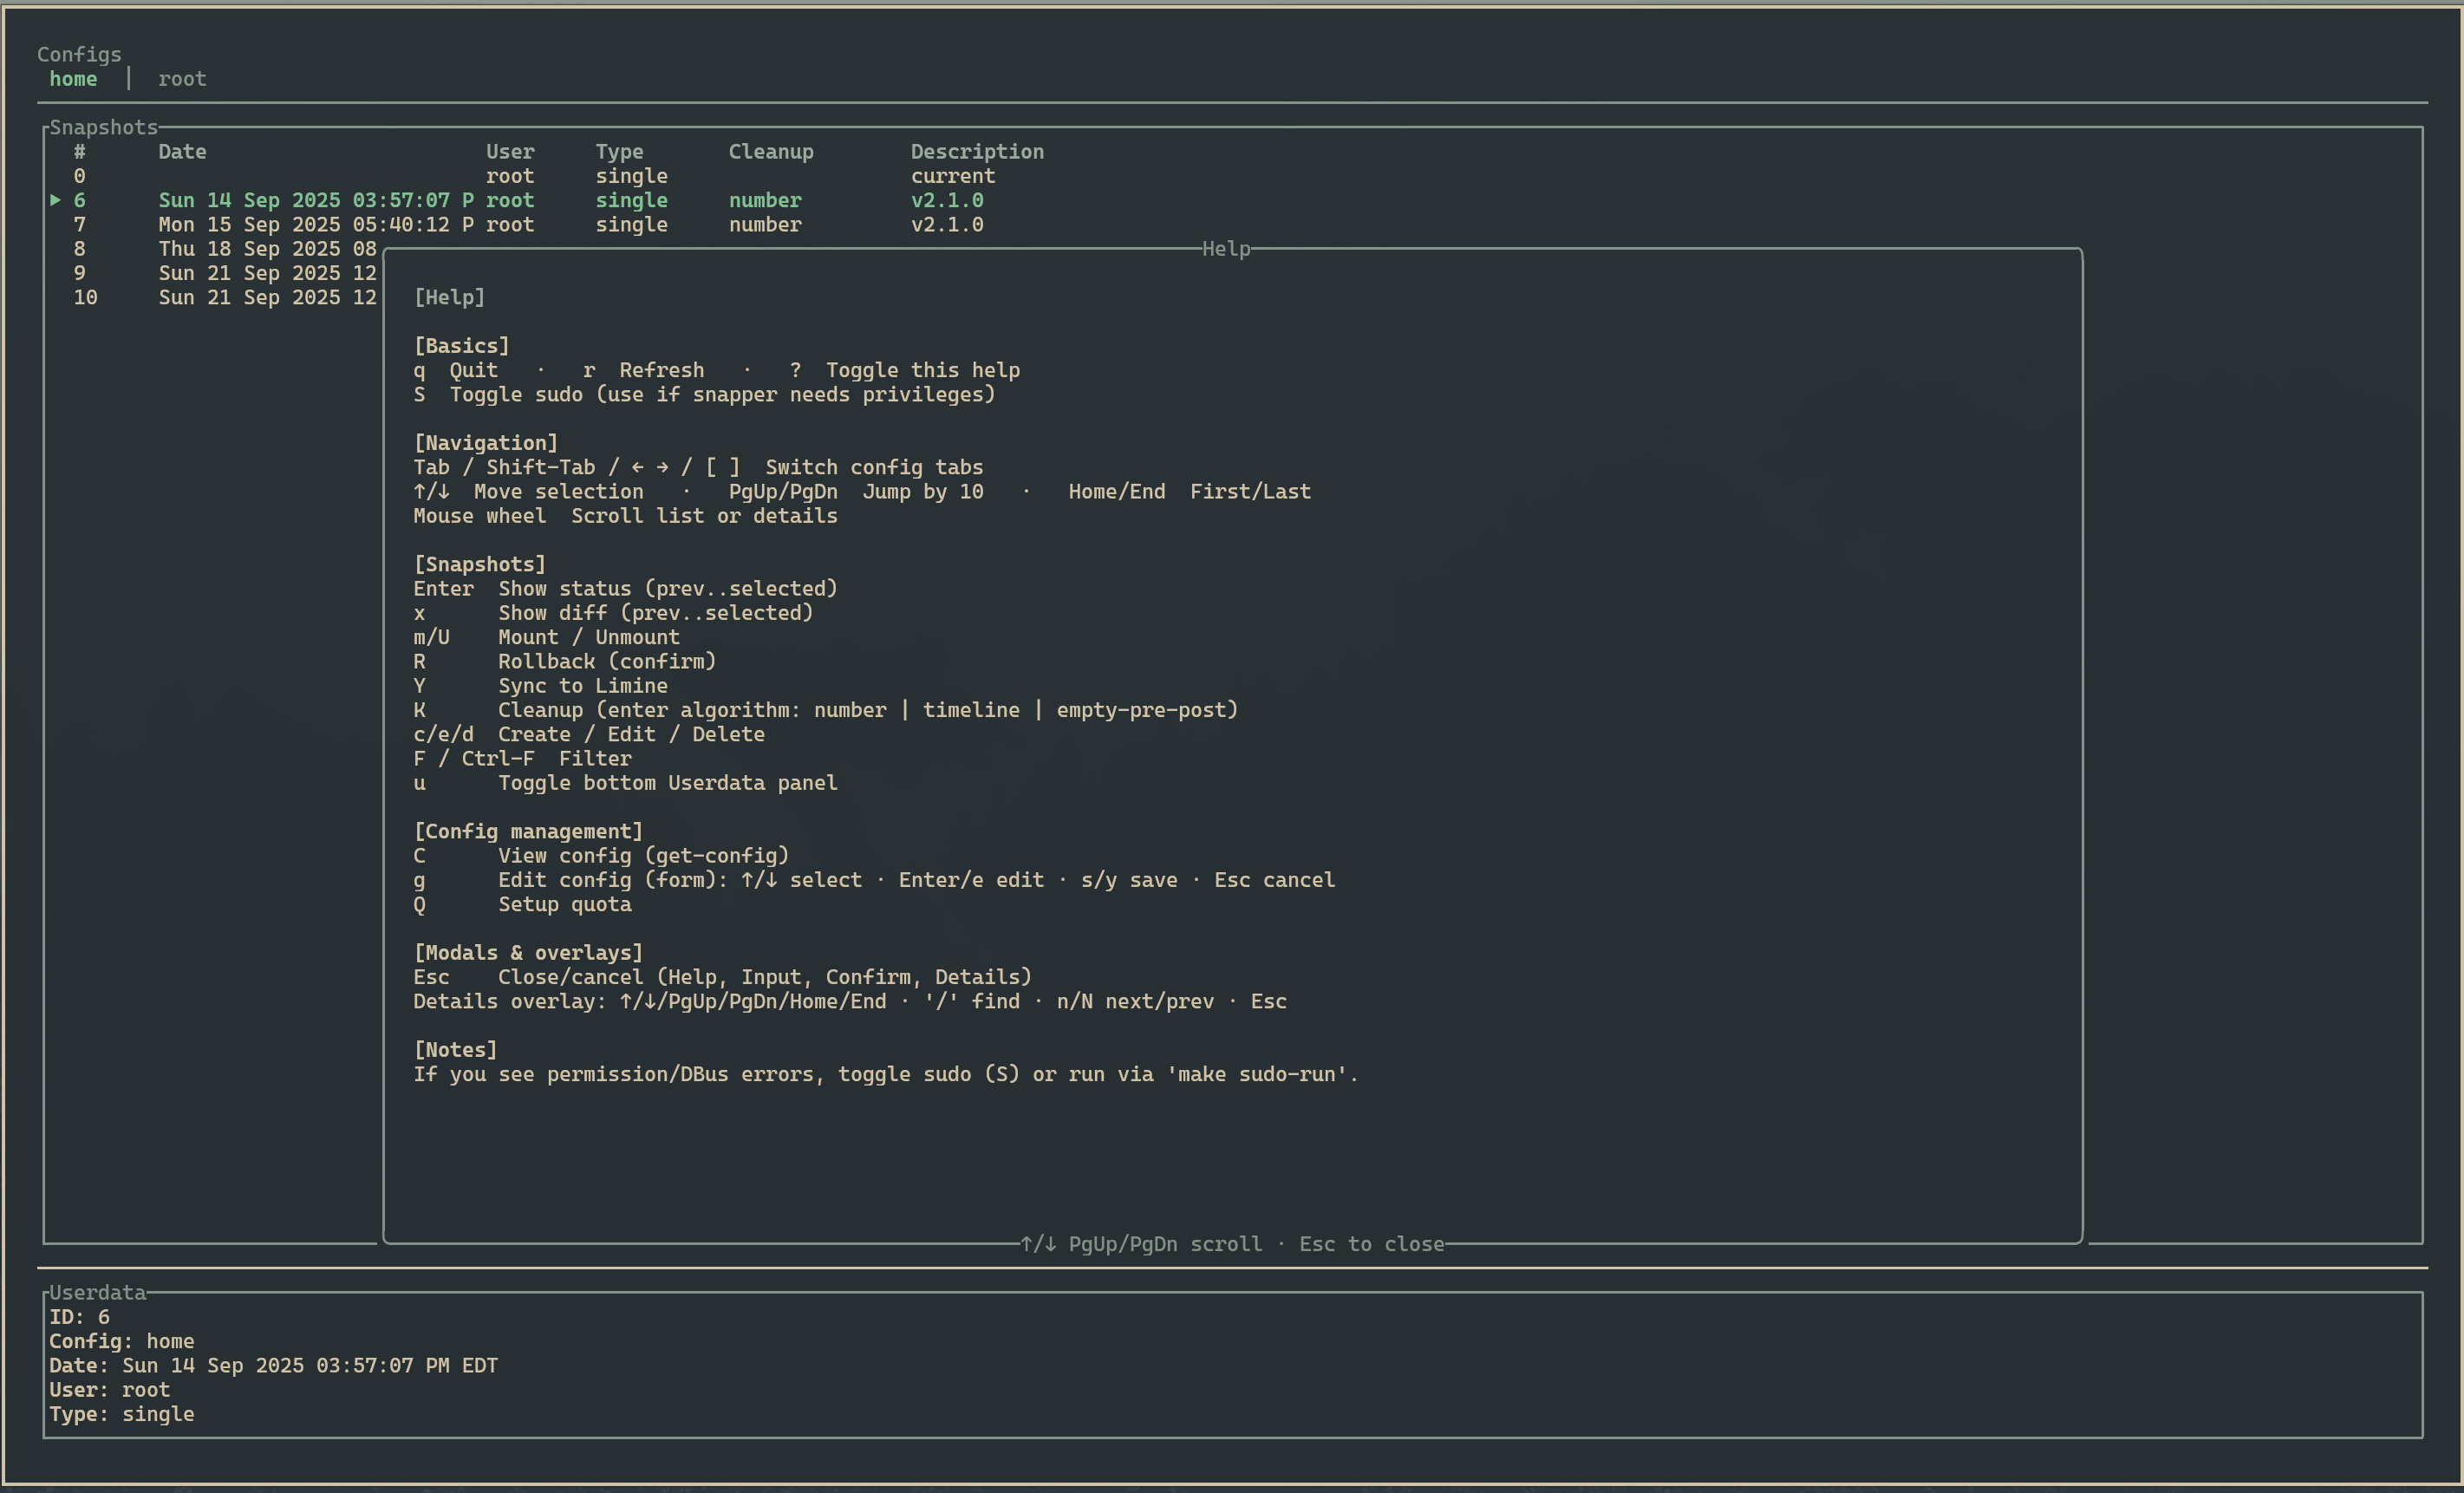 Configs
home │ root
Snapshots
# Date User Type Cleanup Description
0 root single current
▶ 6 Sun 14 Sep 2025 03:57:07 P root single number v2.1.0
7 Mon 15 Sep 2025 05:40:12 P root single number v2.1.0
8 Thu 18 Sep 2025 08
9 Sun 21 Sep 2025 12
10 Sun 21 Sep 2025 12
Help
[Help]
[Basics]
q Quit · r Refresh · ? Toggle this help
S Toggle sudo (use if snapper needs privileges)
[Navigation]
Tab / Shift-Tab / ← → / [ ] Switch config tabs
↑/↓ Move selection · PgUp/PgDn Jump by 10 · Home/End First/Last
Mouse wheel Scroll list or details
[Snapshots]
Enter Show status (prev..selected)
x Show diff (prev..selected)
m/U Mount / Unmount
R Rollback (confirm)
Y Sync to Limine
K Cleanup (enter algorithm: number | timeline | empty-pre-post)
c/e/d Create / Edit / Delete
F / Ctrl-F Filter
u Toggle bottom Userdata panel
[Config management]
C View config (get-config)
g Edit config (form): ↑/↓ select · Enter/e edit · s/y save · Esc cancel
Q Setup quota
[Modals & overlays]
Esc Close/cancel (Help, Input, Confirm, Details)
Details overlay: ↑/↓/PgUp/PgDn/Home/End · '/' find · n/N next/prev · Esc
[Notes]
If you see permission/DBus errors, toggle sudo (S) or run via 'make sudo-run'.
↑/↓ PgUp/PgDn scroll · Esc to close
Userdata
ID: 6
Config: home
Date: Sun 14 Sep 2025 03:57:07 PM EDT
User: root
Type: single